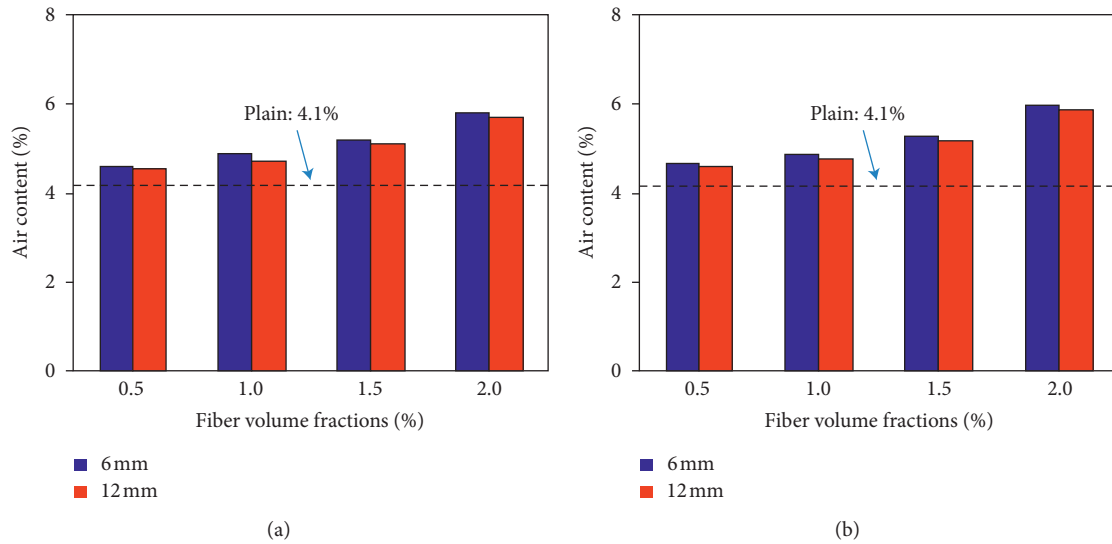 8
6
4
2
0
Air content (%)
Plain: 4.1%
0.5
1.0
1.5
2.0
Fiber volume fractions (%)
6 mm
12 mm
(a)
8
6
4
2
0
Air content (%)
Plain: 4.1%
0.5
1.0
1.5
2.0
Fiber volume fractions (%)
6 mm
12 mm
(b)